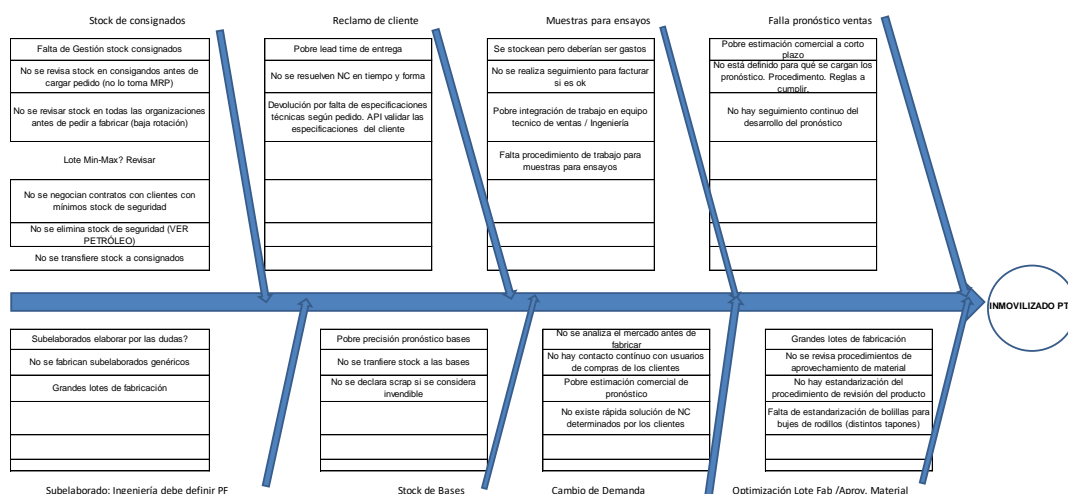 Stock de consignados
Falta de Gestión stock consignados
No se revisa stock en consigandos antes de
cargar pedido (no lo toma MRP)
No se revisar stock en todas las organizaciones
antes de pedir a fabricar (baja rotación)
Lote Min-Max? Revisar
No se negocian contratos con clientes con
mínimos stock de seguridad
No se elimina stock de seguridad (VER
PETRÓLEO)
No se transfiere stock a consignados
Reclamo de cliente
Pobre lead time de entrega
No se resuelven NC en tiempo y forma
Devolución por falta de especificaciones
técnicas según pedido. API validar las
especificaciones del cliente
Muestras para ensayos
Se stockean pero deberían ser gastos
No se realiza seguimiento para facturar
si es ok
Pobre integración de trabajo en equipo
tecnico de ventas / Ingeniería
Falta procedimiento de trabajo para
muestras para ensayos
Falla pronóstico ventas
Pobre estimación comercial a corto
plazo
No está definido para qué se cargan los
pronóstico. Procedimento. Reglas a
cumplir.
No hay seguimiento continuo del
desarrollo del pronóstico
INMOVILIZADO PT
Subelaborados elaborar por las dudas?
No se fabrican subelaborados genéricos
Grandes lotes de fabricación
Subelaborado: Ingeniería debe definir PF
Pobre precisión pronóstico bases
No se tranfiere stock a las bases
No se declara scrap si se considera
invendible
Stock de Bases
No se analiza el mercado antes de
fabricar
No hay contacto contínuo con usuarios
de compras de los clientes
Pobre estimación comercial de
pronóstico
No existe rápida solución de NC
determinados por los clientes
Cambio de Demanda
Grandes lotes de fabricación
No se revisa procedimientos de
aprovechamiento de material
No hay estandarización del
procedimiento de revisión del producto
Falta de estandarización de bolillas para
bujes de rodillos (distintos tapones)
Optimización Lote Fab /Aprov. Material